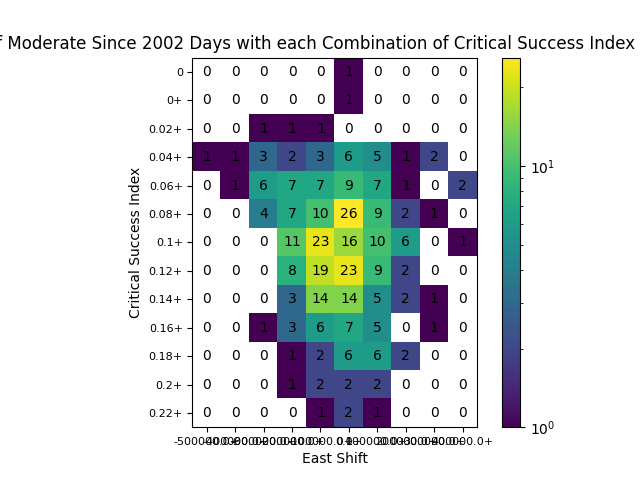 f Moderate Since 2002 Days with each Combination of Critical Success Index
0 0 0 0 0 0 1 0 0 0 0
0+ 0 0 0 0 0 1 0 0 0 0
0.02+ 0 0 1 1 1 0 0 0 0 0
0.04+ 1 1 3 2 3 6 5 1 2 0
0.06+ 0 1 6 7 7 9 7 1 0 2
0.08+ 0 0 4 7 10 26 9 2 1 0
0.1+ 0 0 0 11 23 16 10 6 0 1
0.12+ 0 0 0 8 19 23 9 2 0 0
0.14+ 0 0 0 3 14 14 5 2 1 0
0.16+ 0 0 1 3 6 7 5 0 1 0
0.18+ 0 0 0 1 2 6 6 2 0 0
0.2+ 0 0 0 1 2 2 2 0 0 0
0.22+ 0 0 0 0 1 2 1 0 0 0
Critical Success Index
East Shift
10^1
10^0